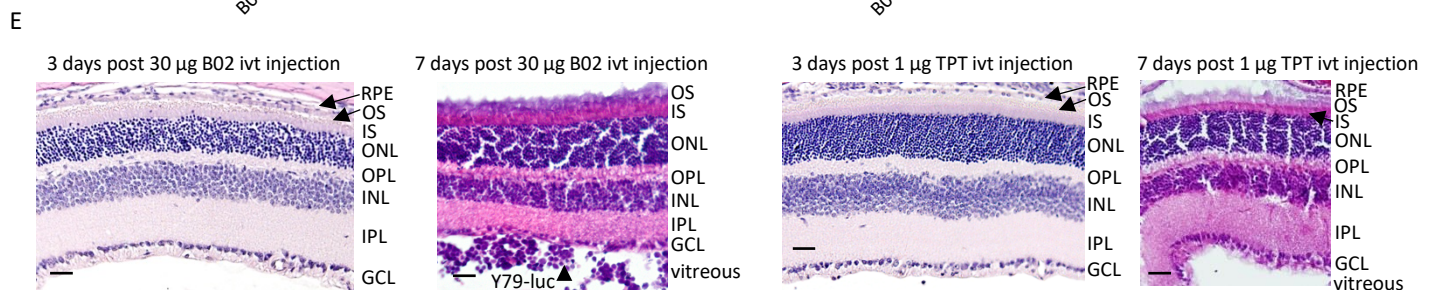 E
3 days post 30 µg B02 ivt injection
RPE
OS
IS
ONL
OPL
INL
IPL
GCL
7 days post 30 µg B02 ivt injection
OS
IS
ONL
OPL
INL
IPL
GCL
vitreous
Y79-luc
3 days post 1 µg TPT ivt injection
RPE
OS
IS
ONL
OPL
INL
IPL
GCL
7 days post 1 µg TPT ivt injection
RPE
OS
IS
ONL
OPL
INL
IPL
GCL
vitreous